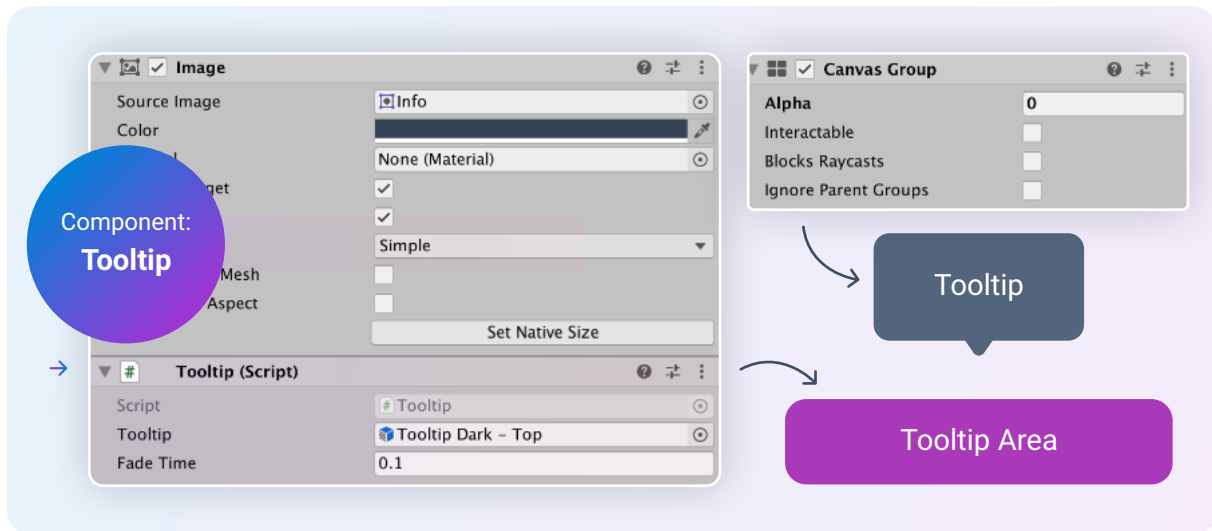 Image
Source Image
Info
Color
None (Material)
Component:
Tooltip
Simple
Mesh
Aspect
Set Native Size
Tooltip (Script)
Script
# Tooltip
Tooltip
Tooltip Dark - Top
Fade Time
0.1
Canvas Group
Alpha
0
Interactable
Blocks Raycasts
Ignore Parent Groups
Tooltip
Tooltip Area